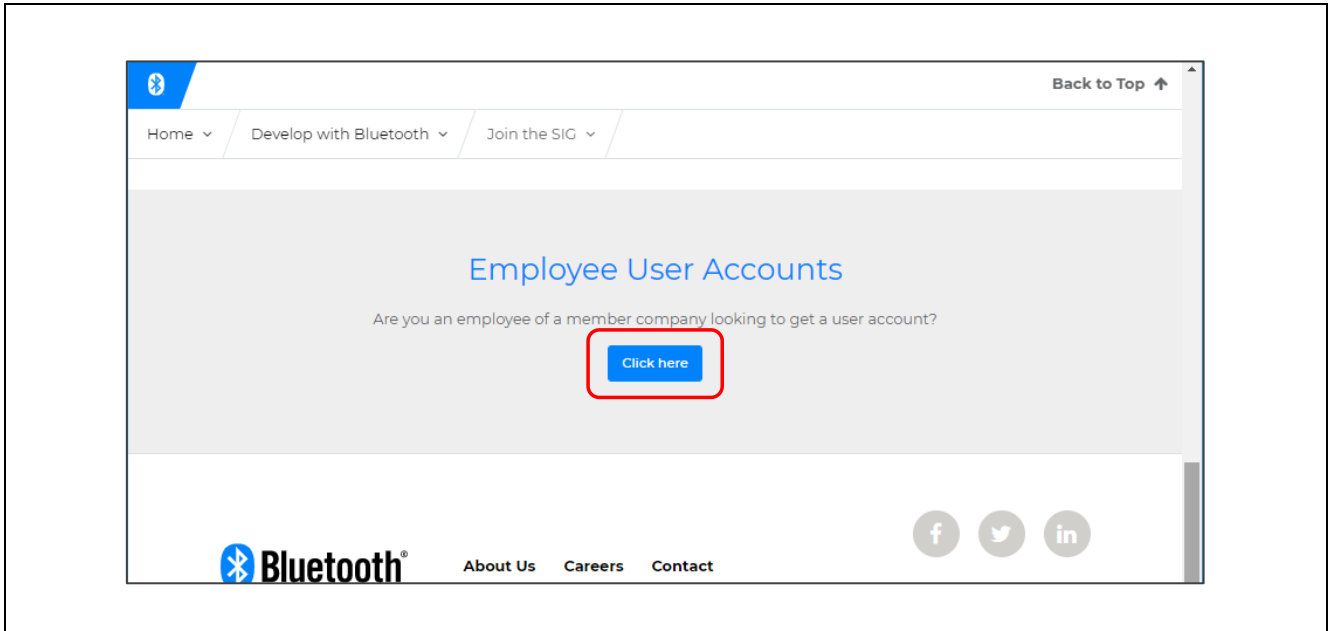 Back to Top
Home
Develop with Bluetooth
Join the SIG
Employee User Accounts
Are you an employee of a member company looking to get a user account?
Click here
f
in
Bluetooth®
About Us
Careers
Contact